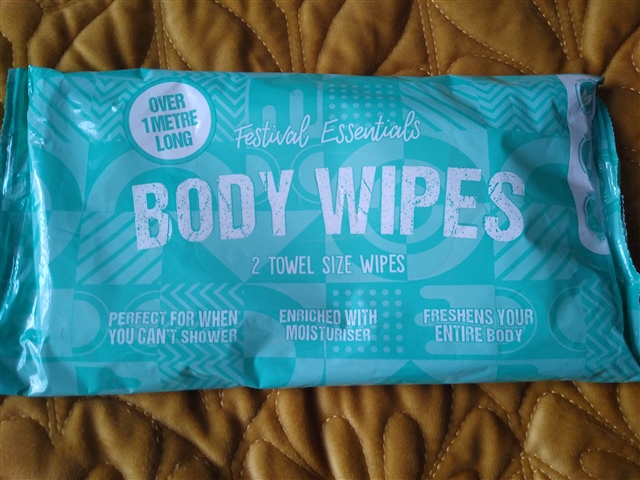 OVER
1 METRE
LONG
Festival Essentials
BODY WIPES
2 TOWEL SIZE WIPES
PERFECT FOR WHEN
YOU CAN'T SHOWER
ENRICHED WITH
MOISTURISER
FRESHENS YOUR
ENTIRE BODY